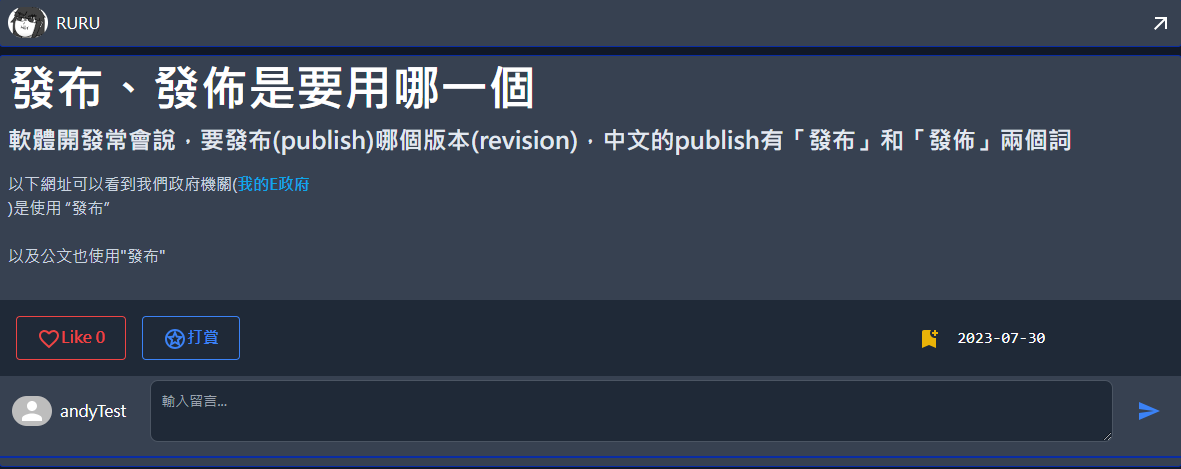 RURU
發布、發佈是要用哪一個
軟體開發常會說，要發布(publish)哪個版本(revision)，中文的publish有「發布」和「發佈」兩個詞
以下網址可以看到我們政府機關(我的E政府
)是使用 “發布”
以及公文也使用"發布"
Like 0 打賞 2023-07-30
andyTest 輸入留言...